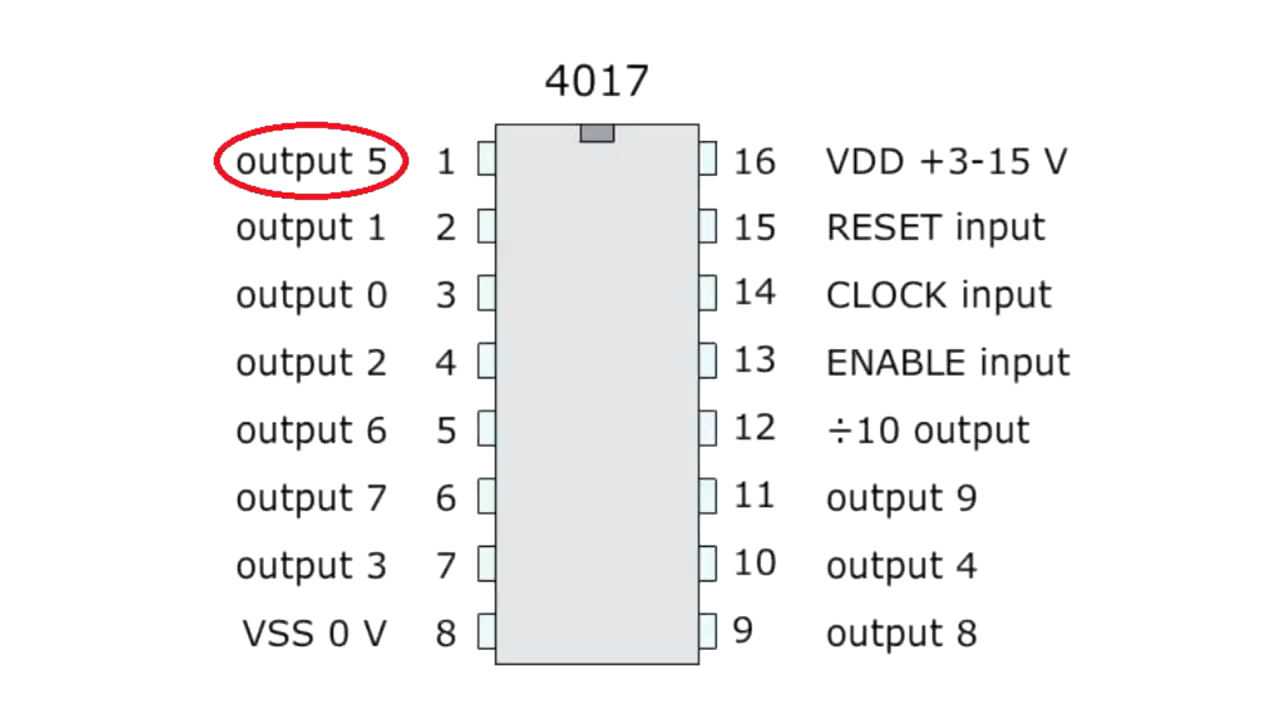 4017
output 5 1 16 VDD +3-15 V
output 1 2 15 RESET input
output 0 3 14 CLOCK input
output 2 4 13 ENABLE input
output 6 5 12 ÷10 output
output 7 6 11 output 9
output 3 7 10 output 4
VSS 0 V 8 9 output 8